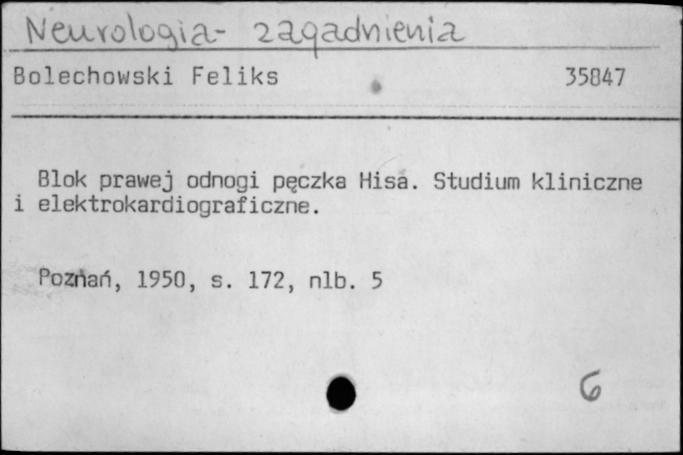 Neurologia - zagadnienia
Bolechowski Feliks 35847
Blok prawej odnogi pęczka Hisa. Studium kliniczne
i elektrokardiograficzne.
Poznań, 1950, s. 172, nlb. 5
6